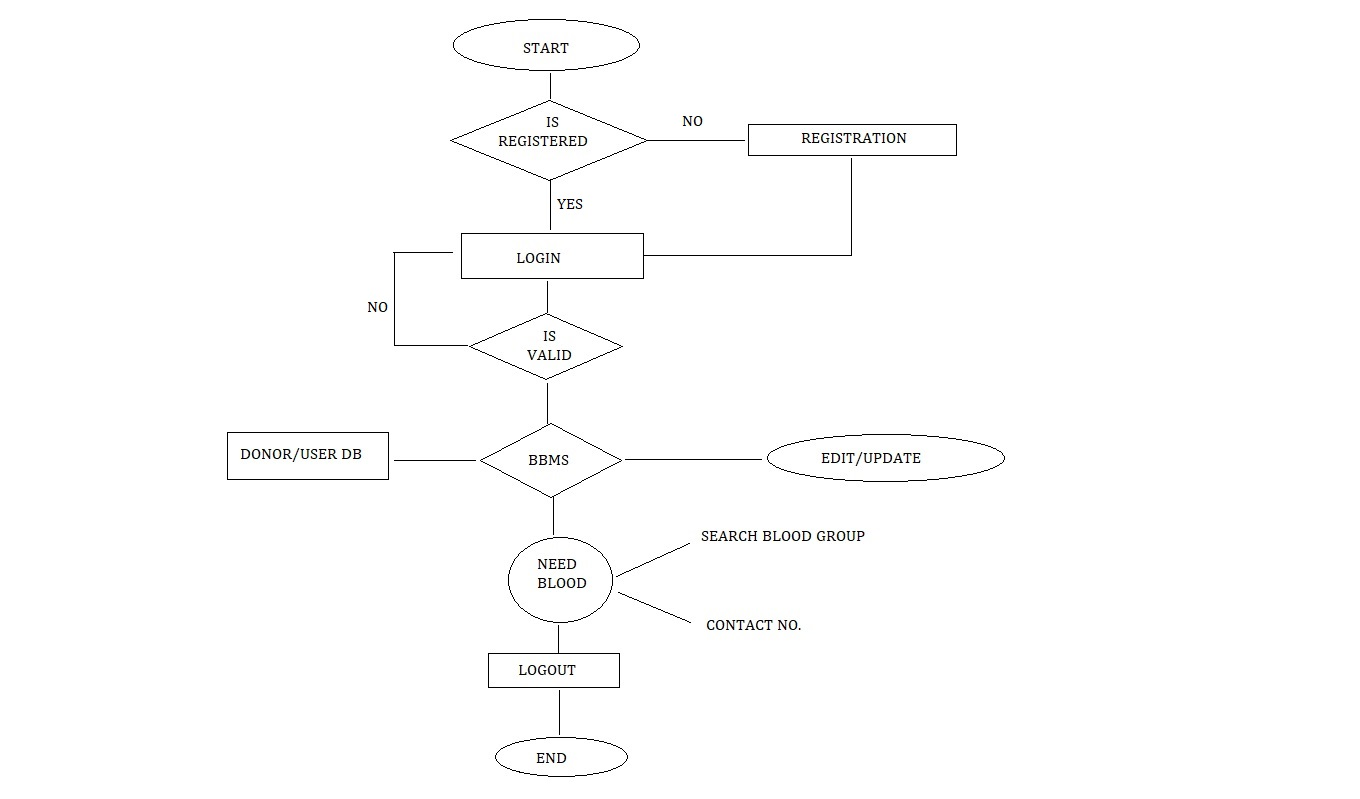 START
IS
REGISTERED
NO
REGISTRATION
YES
LOGIN
NO
IS
VALID
DONOR/USER DB
BBMS
EDIT/UPDATE
NEED
BLOOD
SEARCH BLOOD GROUP
CONTACT NO.
LOGOUT
END